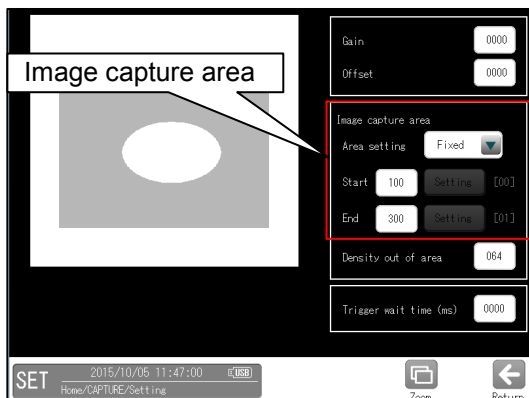 Image capture area
Gain 0000
Offset 0000
Image capture area
Area setting Fixed
Start 100 Setting [00]
End 300 Setting [01]
Density out of area 064
Trigger wait time (ms) 0000
SET 2015/10/05 11:47:00 USB
Home/CAPTURE/Setting
Zoom Return